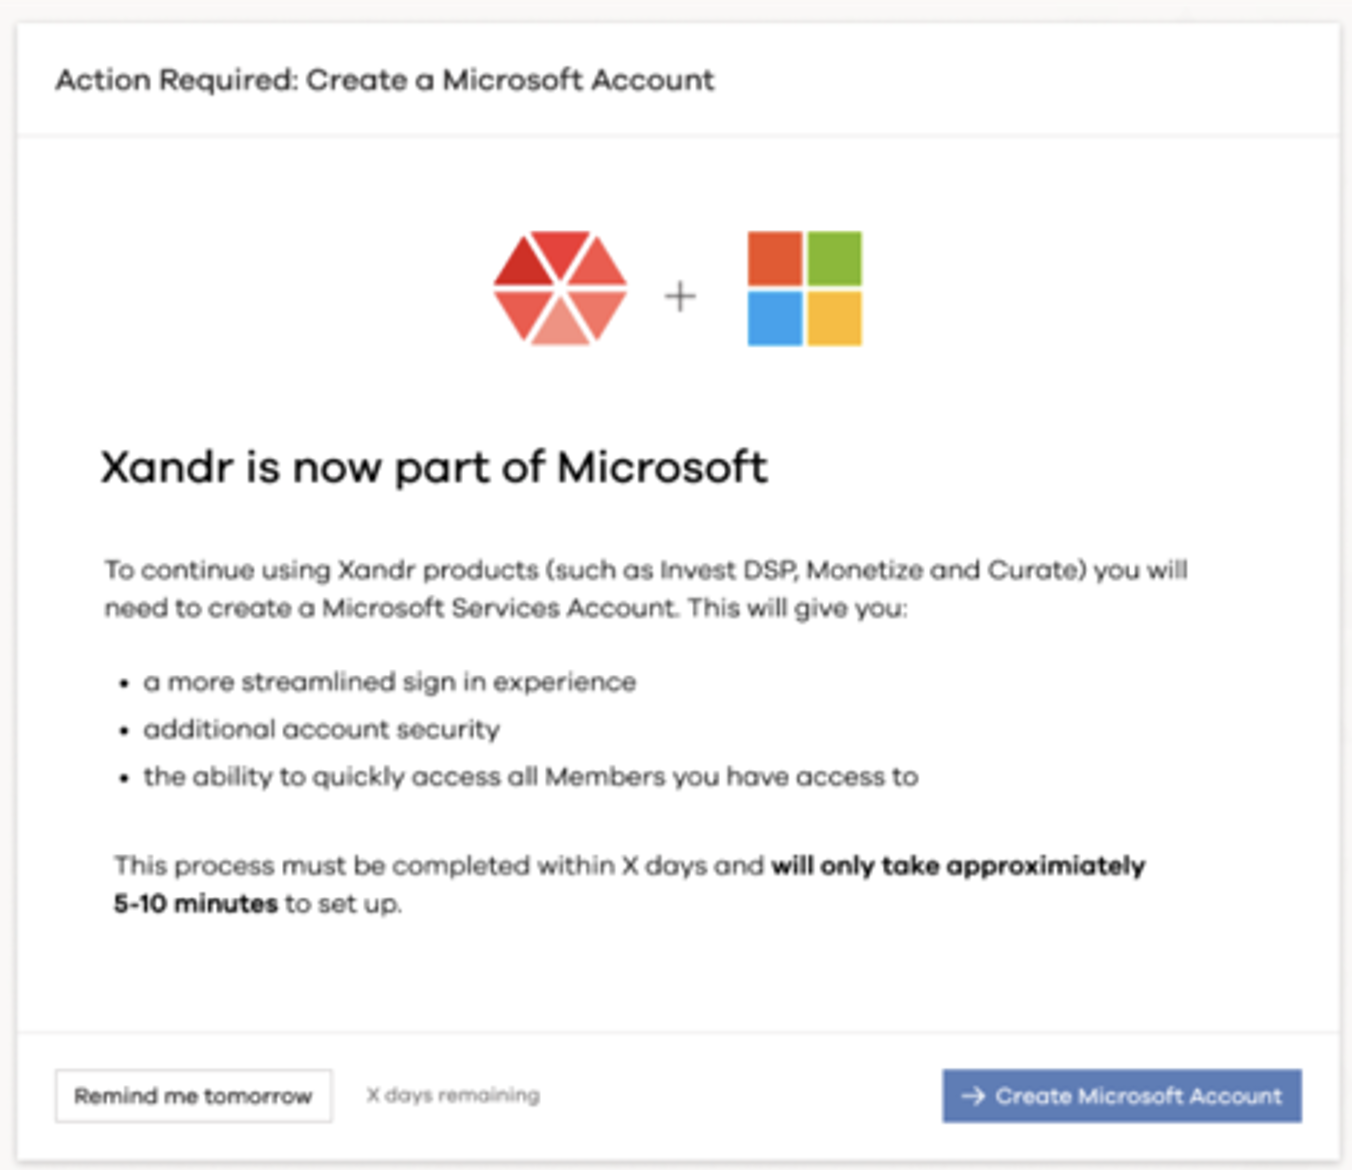 Action Required: Create a Microsoft Account
+
Xandr is now part of Microsoft
To continue using Xandr products (such as Invest DSP, Monetize and Curate) you will
need to create a Microsoft Services Account. This will give you:
• a more streamlined sign in experience
• additional account security
• the ability to quickly access all Members you have access to
This process must be completed within X days and will only take approximiately
5-10 minutes to set up.
Remind me tomorrow
X days remaining
→ Create Microsoft Account